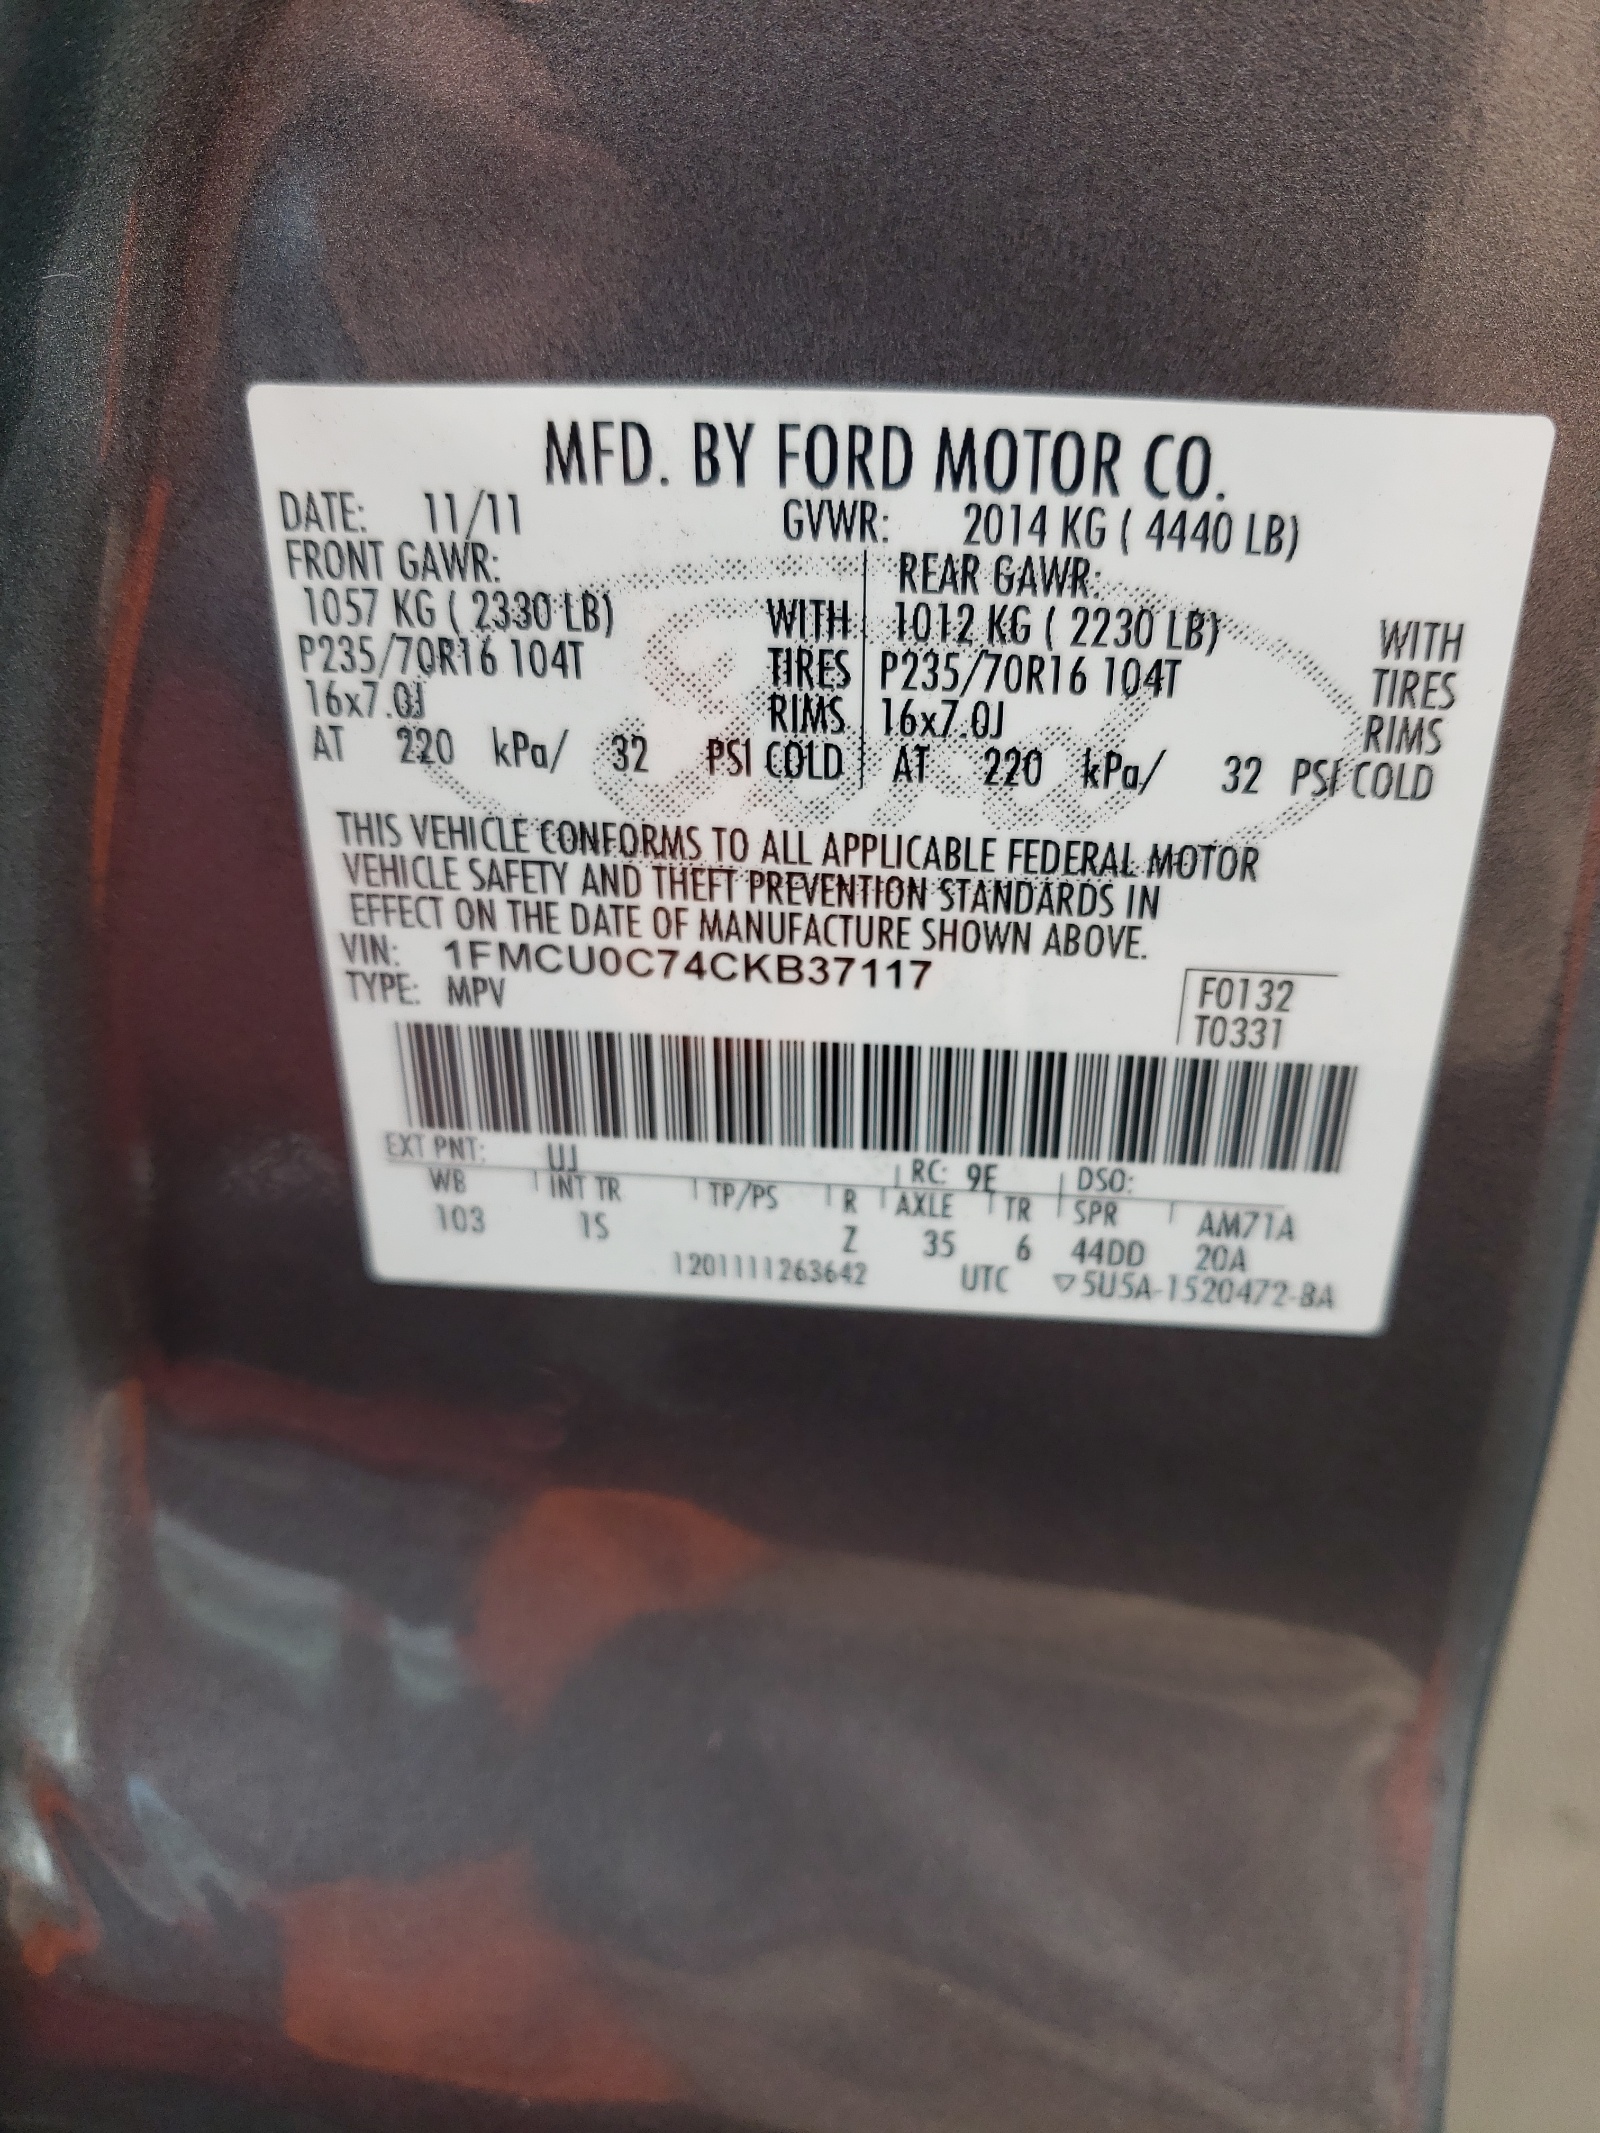 MFD. BY FORD MOTOR CO.
DATE: 11/11 GVWR: 2014 KG ( 4440 LB)
FRONT GAWR: REAR GAWR:
1057 KG ( 2330 LB) WITH 1012 KG ( 2230 LB) WITH
P235/70R16 104T TIRES P235/70R16 104T TIRES
16x7.0J RIMS 16x7.0J RIMS
AT 220 kPa/ 32 PSI COLD AT 220 kPa/ 32 PSI COLD
THIS VEHICLE CONFORMS TO ALL APPLICABLE FEDERAL MOTOR
VEHICLE SAFETY AND THEFT PREVENTION STANDARDS IN
EFFECT ON THE DATE OF MANUFACTURE SHOWN ABOVE.
VIN: 1FMCU0C74CKB37117
TYPE: MPV
F0132
T0331
EXT PNT: UJ RC: 9E DSO:
WB INT TR TP/PS R AXLE TR SPR AM71A
103 1S Z 35 6 44DD 20A
1201111263642 UTC ▽5U5A-1520472-BA